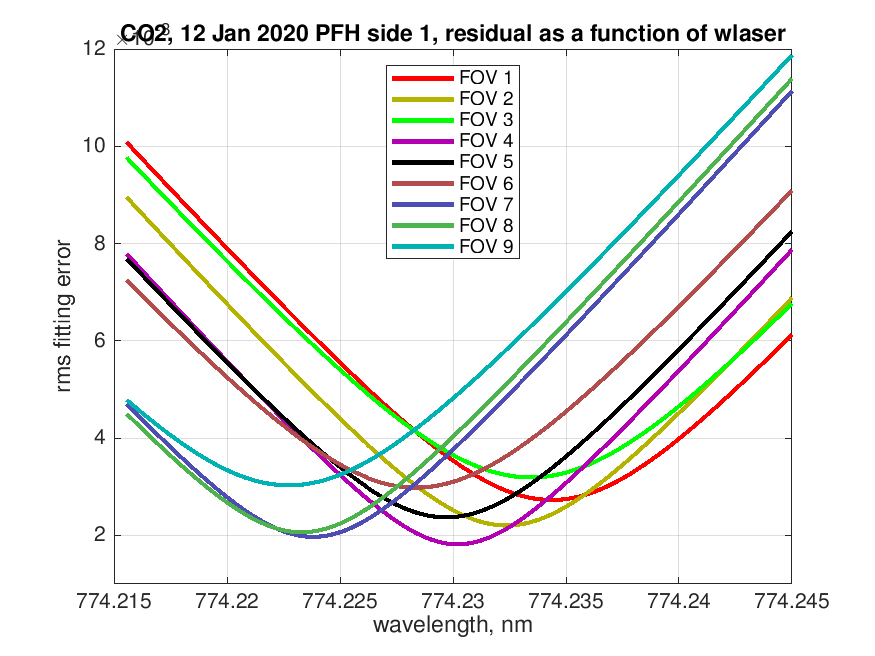 CO2, 12 Jan 2020 PFH side 1, residual as a function of wlaser
×10⁻³
12
10
8
6
4
2
rms fitting error
FOV 1
FOV 2
FOV 3
FOV 4
FOV 5
FOV 6
FOV 7
FOV 8
FOV 9
774.215 774.22 774.225 774.23 774.235 774.24 774.245
wavelength, nm